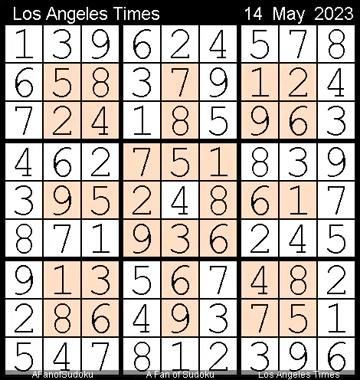 Los Angeles Times 14 May 2023
1 3 9 6 2 4 5 7 8
6 5 8 3 7 9 1 2 4
7 2 4 1 8 5 9 6 3
4 6 2 7 5 1 8 3 9
3 9 5 2 4 8 6 1 7
8 7 1 9 3 6 2 4 5
9 1 3 5 6 7 4 8 2
2 8 6 4 9 3 7 5 1
5 4 7 8 1 2 3 9 6
AFanofSudoku A Fan of Sudoku Los Angeles Times